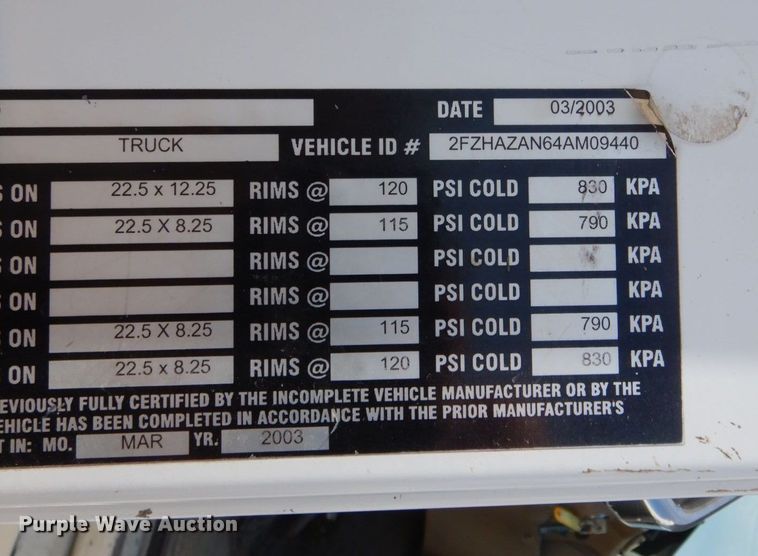 DATE 03/2003
TRUCK VEHICLE ID # 2FZHAZAN64AM09440
S ON 22.5 x 12.25 RIMS @ 120 PSI COLD 830 KPA
S ON 22.5 X 8.25 RIMS @ 115 PSI COLD 790 KPA
S ON RIMS @ PSI COLD KPA
S ON RIMS @ PSI COLD KPA
S ON 22.5 X 8.25 RIMS @ 115 PSI COLD 790 KPA
S ON 22.5 x 8.25 RIMS @ 120 PSI COLD 830 KPA
EVIOUSLY FULLY CERTIFIED BY THE INCOMPLETE VEHICLE MANUFACTURER OR BY THE
EHICLE HAS BEEN COMPLETED IN ACCORDANCE WITH THE PRIOR MANUFACTURER'S
T IN: MO. MAR YR. 2003
Purple Wave Auction